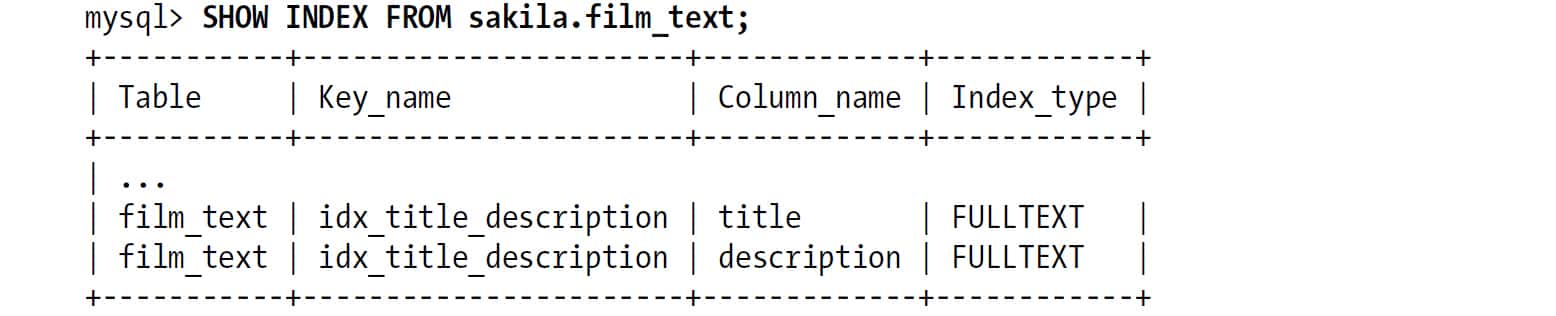 mysql> SHOW INDEX FROM sakila.film_text;
+-----------+-----------------------+-------------+------------+
| Table     | Key_name              | Column_name | Index_type |
+-----------+-----------------------+-------------+------------+
| ...
| film_text | idx_title_description | title       | FULLTEXT   |
| film_text | idx_title_description | description | FULLTEXT   |
+-----------+-----------------------+-------------+------------+